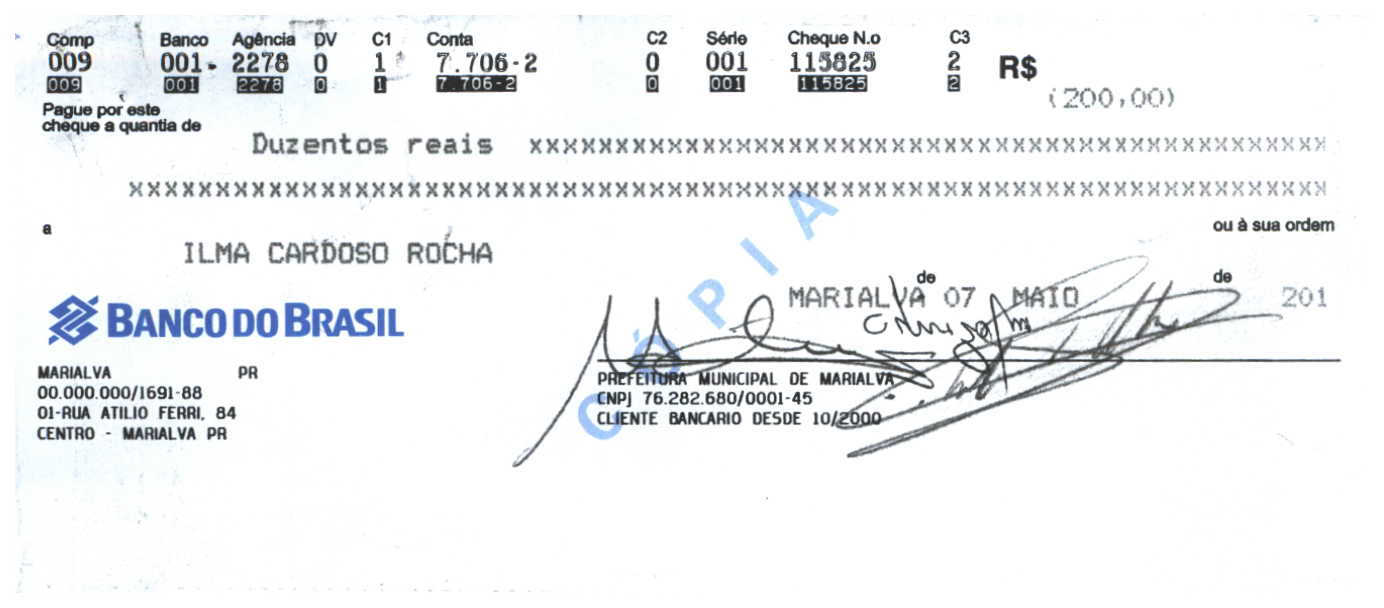 Comp Banco Agência DV C1 Conta C2 Série Cheque N.o C3
009 001- 2278 0 1 7.706-2 0 001 115825 2 R$
009 001 2278 0 1 7.706-2 0 001 115825 2
(200,00)
Pague por este
cheque a quantia de
Duzentos reais xxxxxxxxxxxxxxxxxxxxxxxxxxxxxxxxxxxxxxxxxxxxxxxxxxxxxxx
xxxxxxxxxxxxxxxxxxxxxxxxxxxxxxxxxxxxxxxxxxxxxxxxxxxxxxxxxxxxxxxxxxxxxxxxxxxxxxxxxx
a ou à sua ordem
ILMA CARDOSO ROCHA
de de
MARIALVA 07 MAIO 201
BANCO DO BRASIL
CÓPIA
MARIALVA PR
00.000.000/1691-88
01-RUA ATILIO FERRI, 84
CENTRO - MARIALVA PR
PREFEITURA MUNICIPAL DE MARIALVA
CNPJ 76.282.680/0001-45
CLIENTE BANCARIO DESDE 10/2000